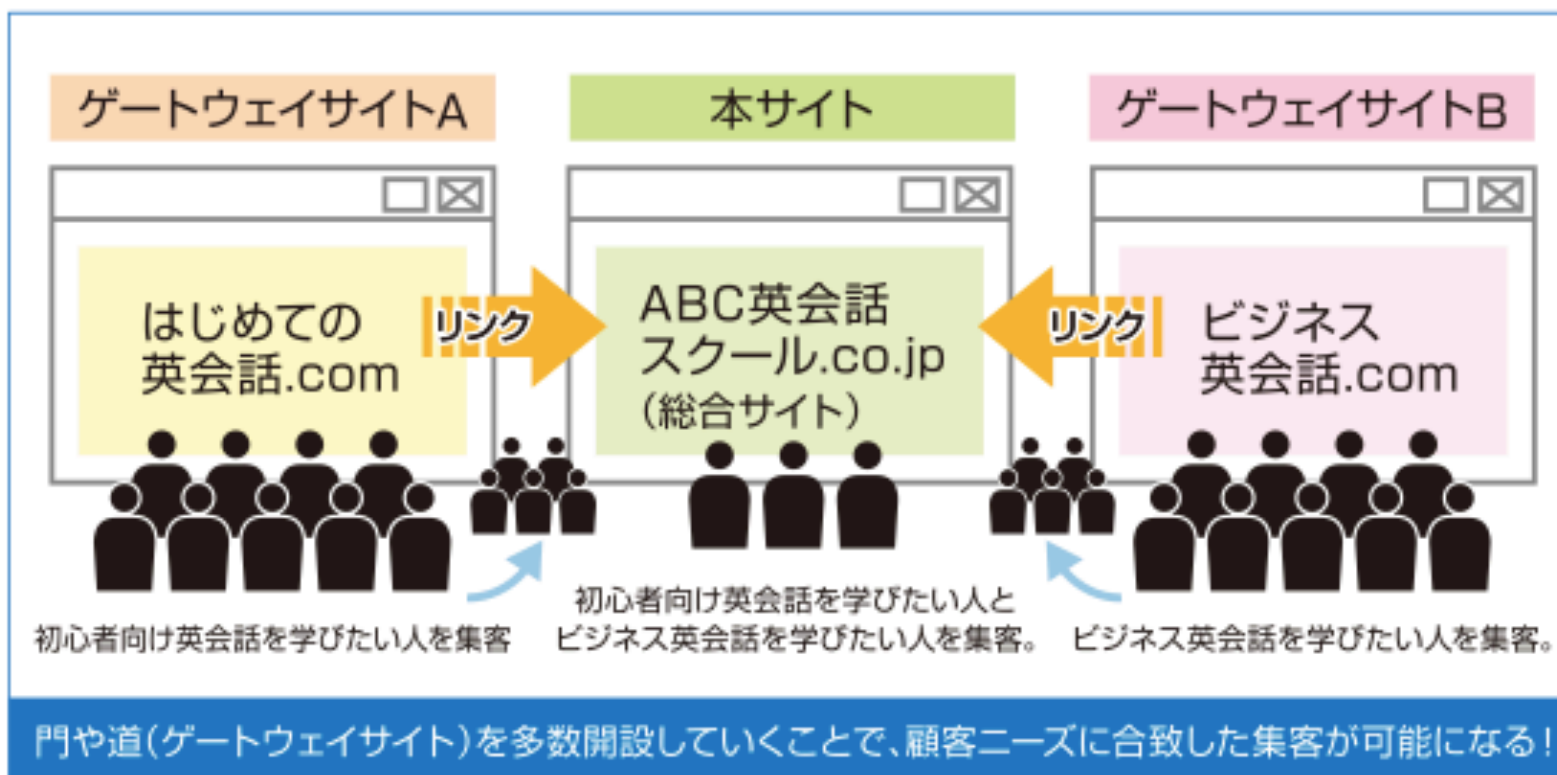 ゲートウェイサイトA
本サイト
ゲートウェイサイトB
はじめての
英会話.com
リンク
ABC英会話
スクール.co.jp
（総合サイト）
リンク
ビジネス
英会話.com
初心者向け英会話を学びたい人を集客
初心者向け英会話を学びたい人と
ビジネス英会話を学びたい人を集客。
ビジネス英会話を学びたい人を集客。
門や道（ゲートウェイサイト）を多数開設していくことで、顧客ニーズに合致した集客が可能になる！